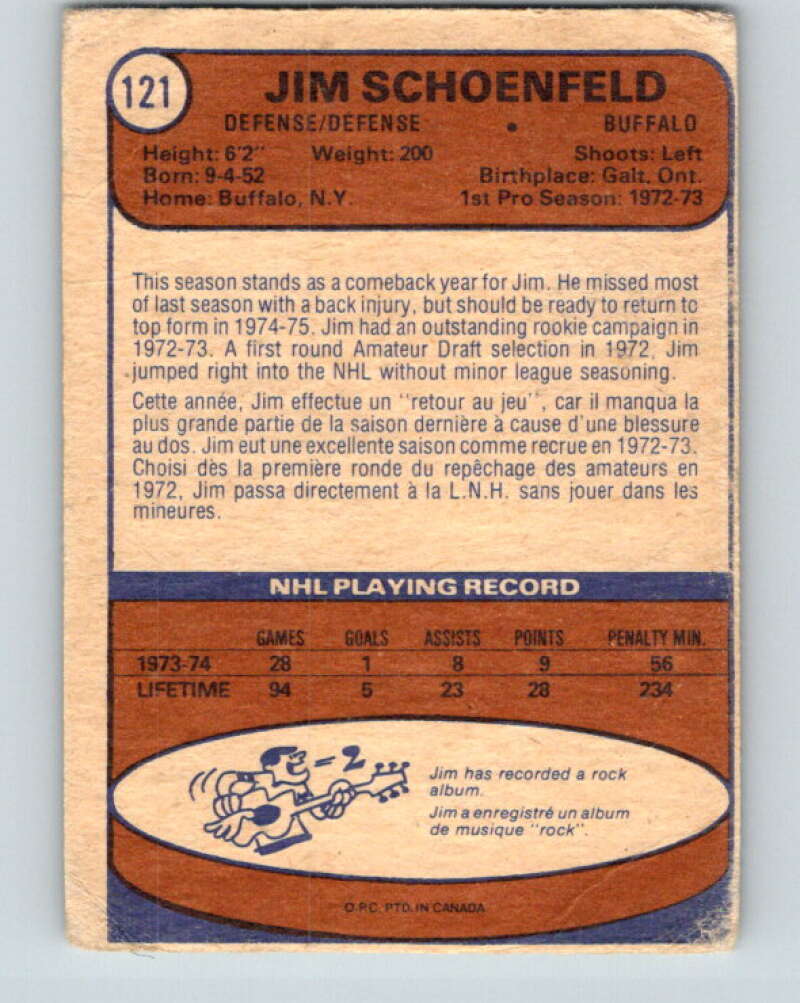 121
JIM SCHOENFELD
DEFENSE/DEFENSE • BUFFALO
Height: 6'2" Weight: 200 Shoots: Left
Born: 9-4-52 Birthplace: Galt, Ont.
Home: Buffalo, N.Y. 1st Pro Season: 1972-73
This season stands as a comeback year for Jim. He missed most
of last season with a back injury, but should be ready to return to
top form in 1974-75. Jim had an outstanding rookie campaign in
1972-73. A first round Amateur Draft selection in 1972, Jim
jumped right into the NHL without minor league seasoning.
Cette année, Jim effectue un "retour au jeu", car il manqua la
plus grande partie de la saison dernière à cause d'une blessure
au dos. Jim eut une excellente saison comme recrue en 1972-73.
Choisi dès la première ronde du repêchage des amateurs en
1972, Jim passa directement à la L.N.H. sans jouer dans les
mineures.
NHL PLAYING RECORD
GAMES GOALS ASSISTS POINTS PENALTY MIN.
1973-74 28 1 8 9 56
LIFETIME 94 5 23 28 234
2
Jim has recorded a rock
album.
Jim a enregistré un album
de musique "rock".
O.P.C. PTD. IN CANADA